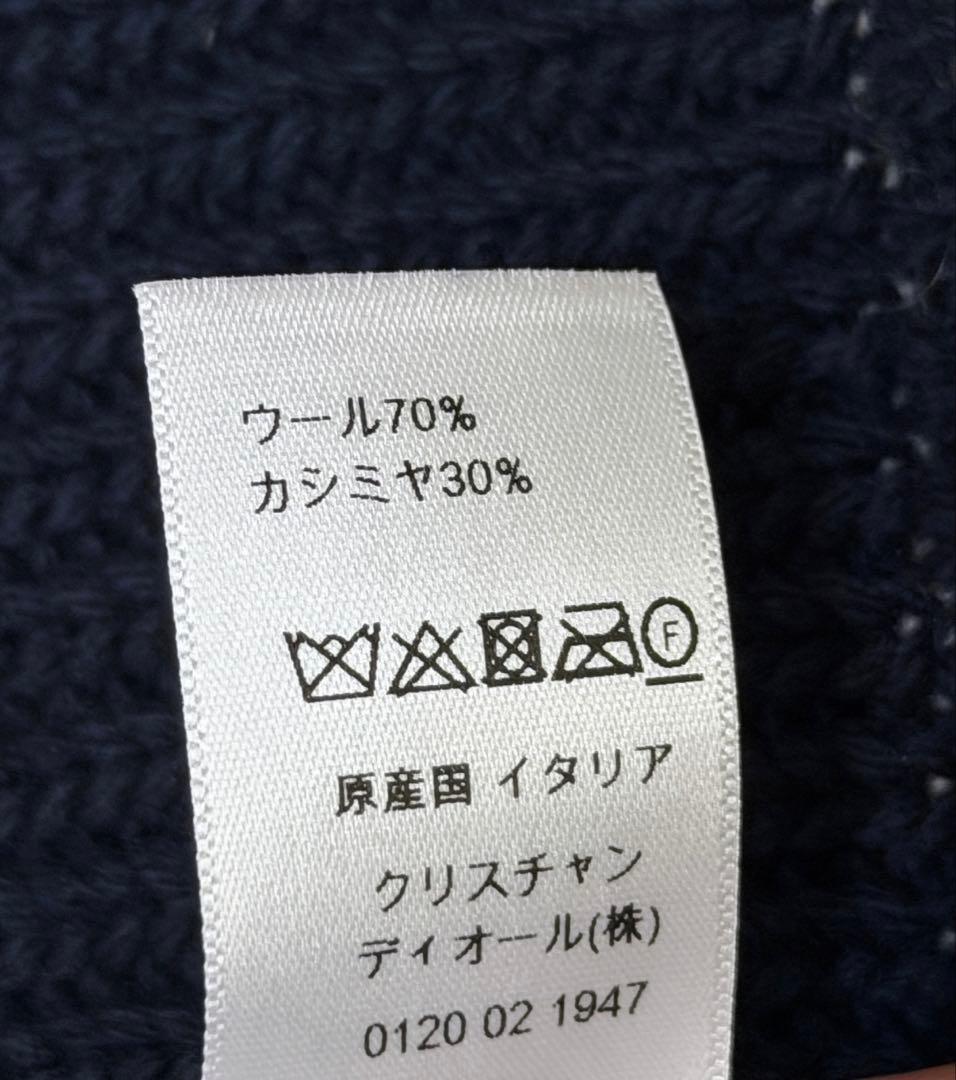 ウール70%
カシミヤ30%
F
原産国 イタリア
クリスチャン
ディオール(株)
0120 02 1947